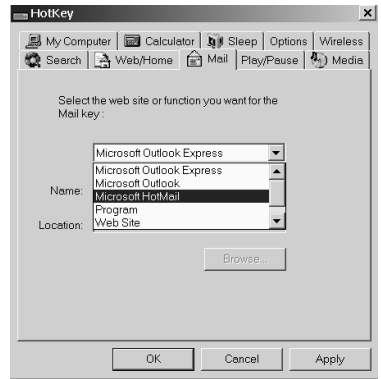 HotKey
My Computer Calculator Sleep Options Wireless
Search Web/Home Mail Play/Pause Media
Select the web site or function you want for the
Mail key :
Microsoft Outlook Express
Microsoft Outlook Express
Microsoft Outlook
Name: Microsoft HotMail
Program
Location: Web Site
Browse...
OK Cancel Apply